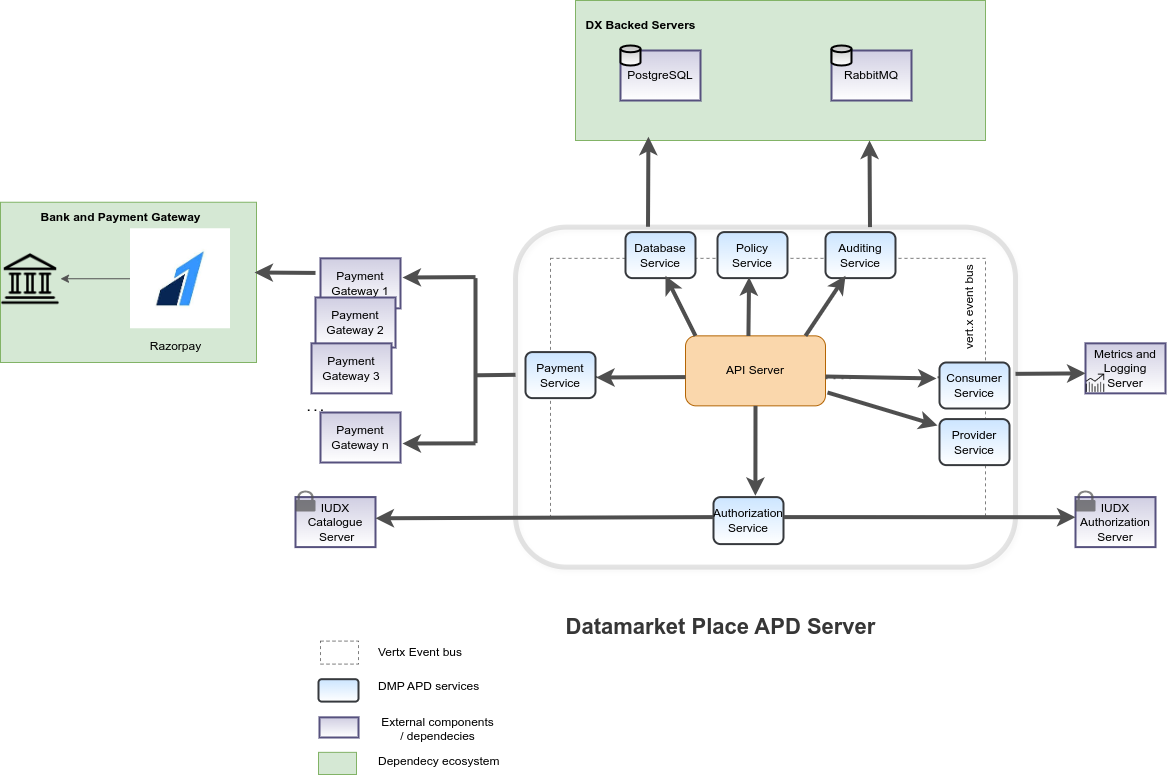 DX Backed Servers
PostgreSQL
RabbitMQ
Bank and Payment Gateway
Razorpay
Payment
Gateway 1
Payment
Gateway 2
Payment
Gateway 3
...
Payment
Gateway n
Database
Service
Policy
Service
Auditing
Service
vert.x event bus
API Server
Payment
Service
Consumer
Service
Provider
Service
Metrics and
Logging
Server
IUDX
Catalogue
Server
Authorization
Service
IUDX
Authorization
Server
Datamarket Place APD Server
Vertx Event bus
DMP APD services
External components
/ dependecies
Dependecy ecosystem